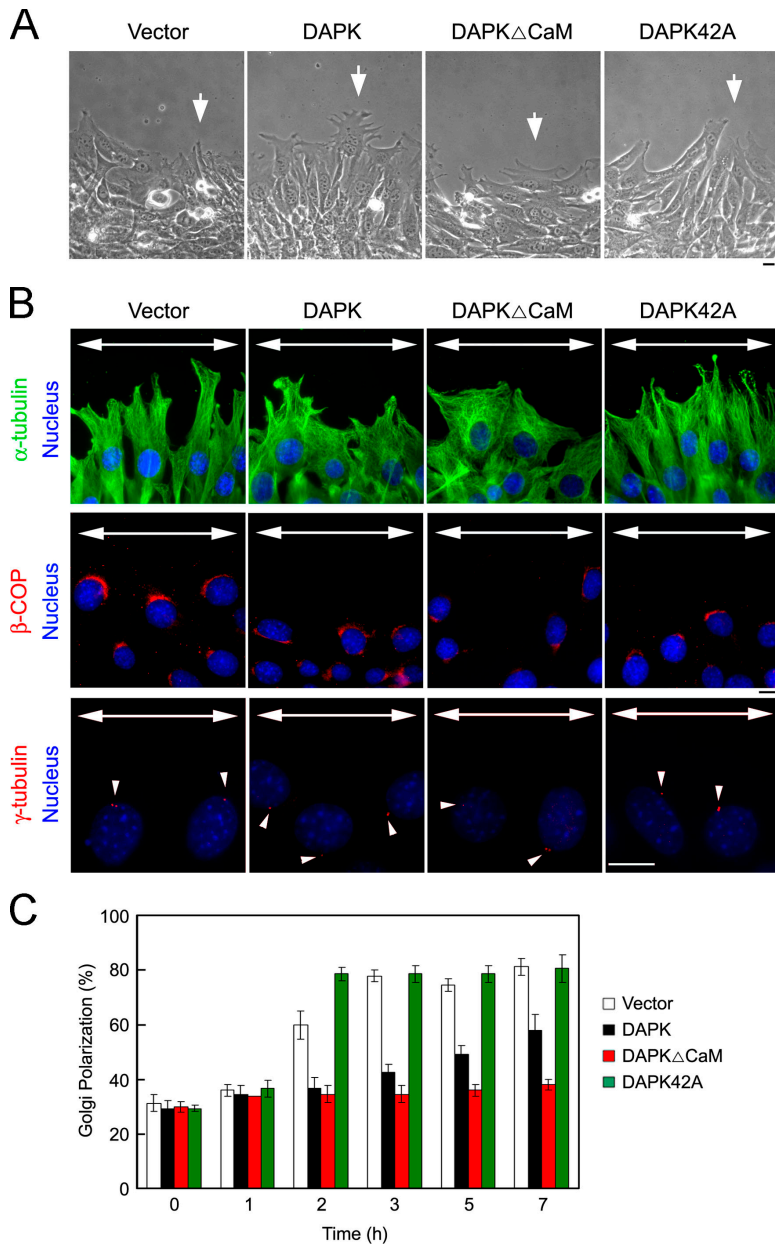 A
Vector DAPK DAPK△CaM DAPK42A
B
Vector DAPK DAPK△CaM DAPK42A
α-tubulin
Nucleus
β-COP
Nucleus
γ-tubulin
Nucleus
C
100
80
60
40
20
0
Golgi Polarization (%)
0 1 2 3 5 7
Time (h)
Vector
DAPK
DAPK△CaM
DAPK42A